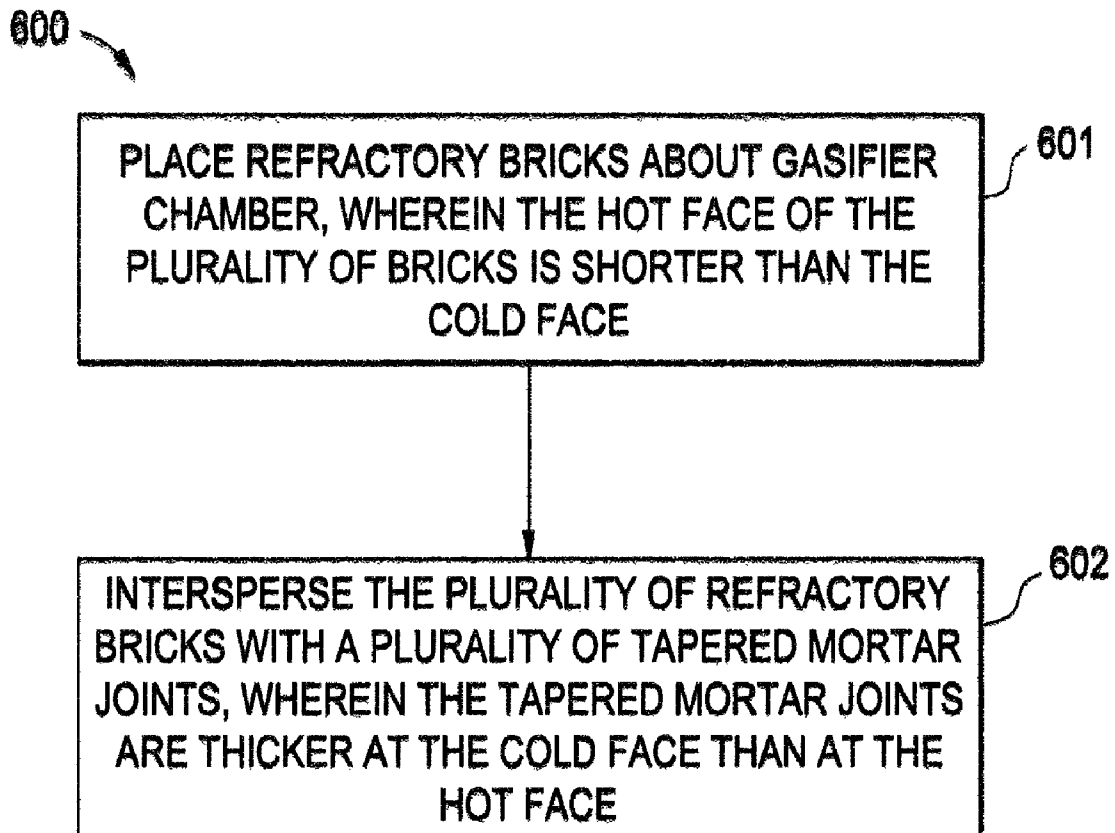 600
PLACE REFRACTORY BRICKS ABOUT GASIFIER
601
CHAMBER, WHEREIN THE HOT FACE OF THE
PLURALITY OF BRICKS IS SHORTER THAN THE
COLD FACE
602
INTERSPERSE THE PLURALITY OF REFRACTORY
BRICKS WITH A PLURALITY OF TAPERED MORTAR
JOINTS, WHEREIN THE TAPERED MORTAR JOINTS
ARE THICKER AT THE COLD FACE THAN AT THE
HOT FACE